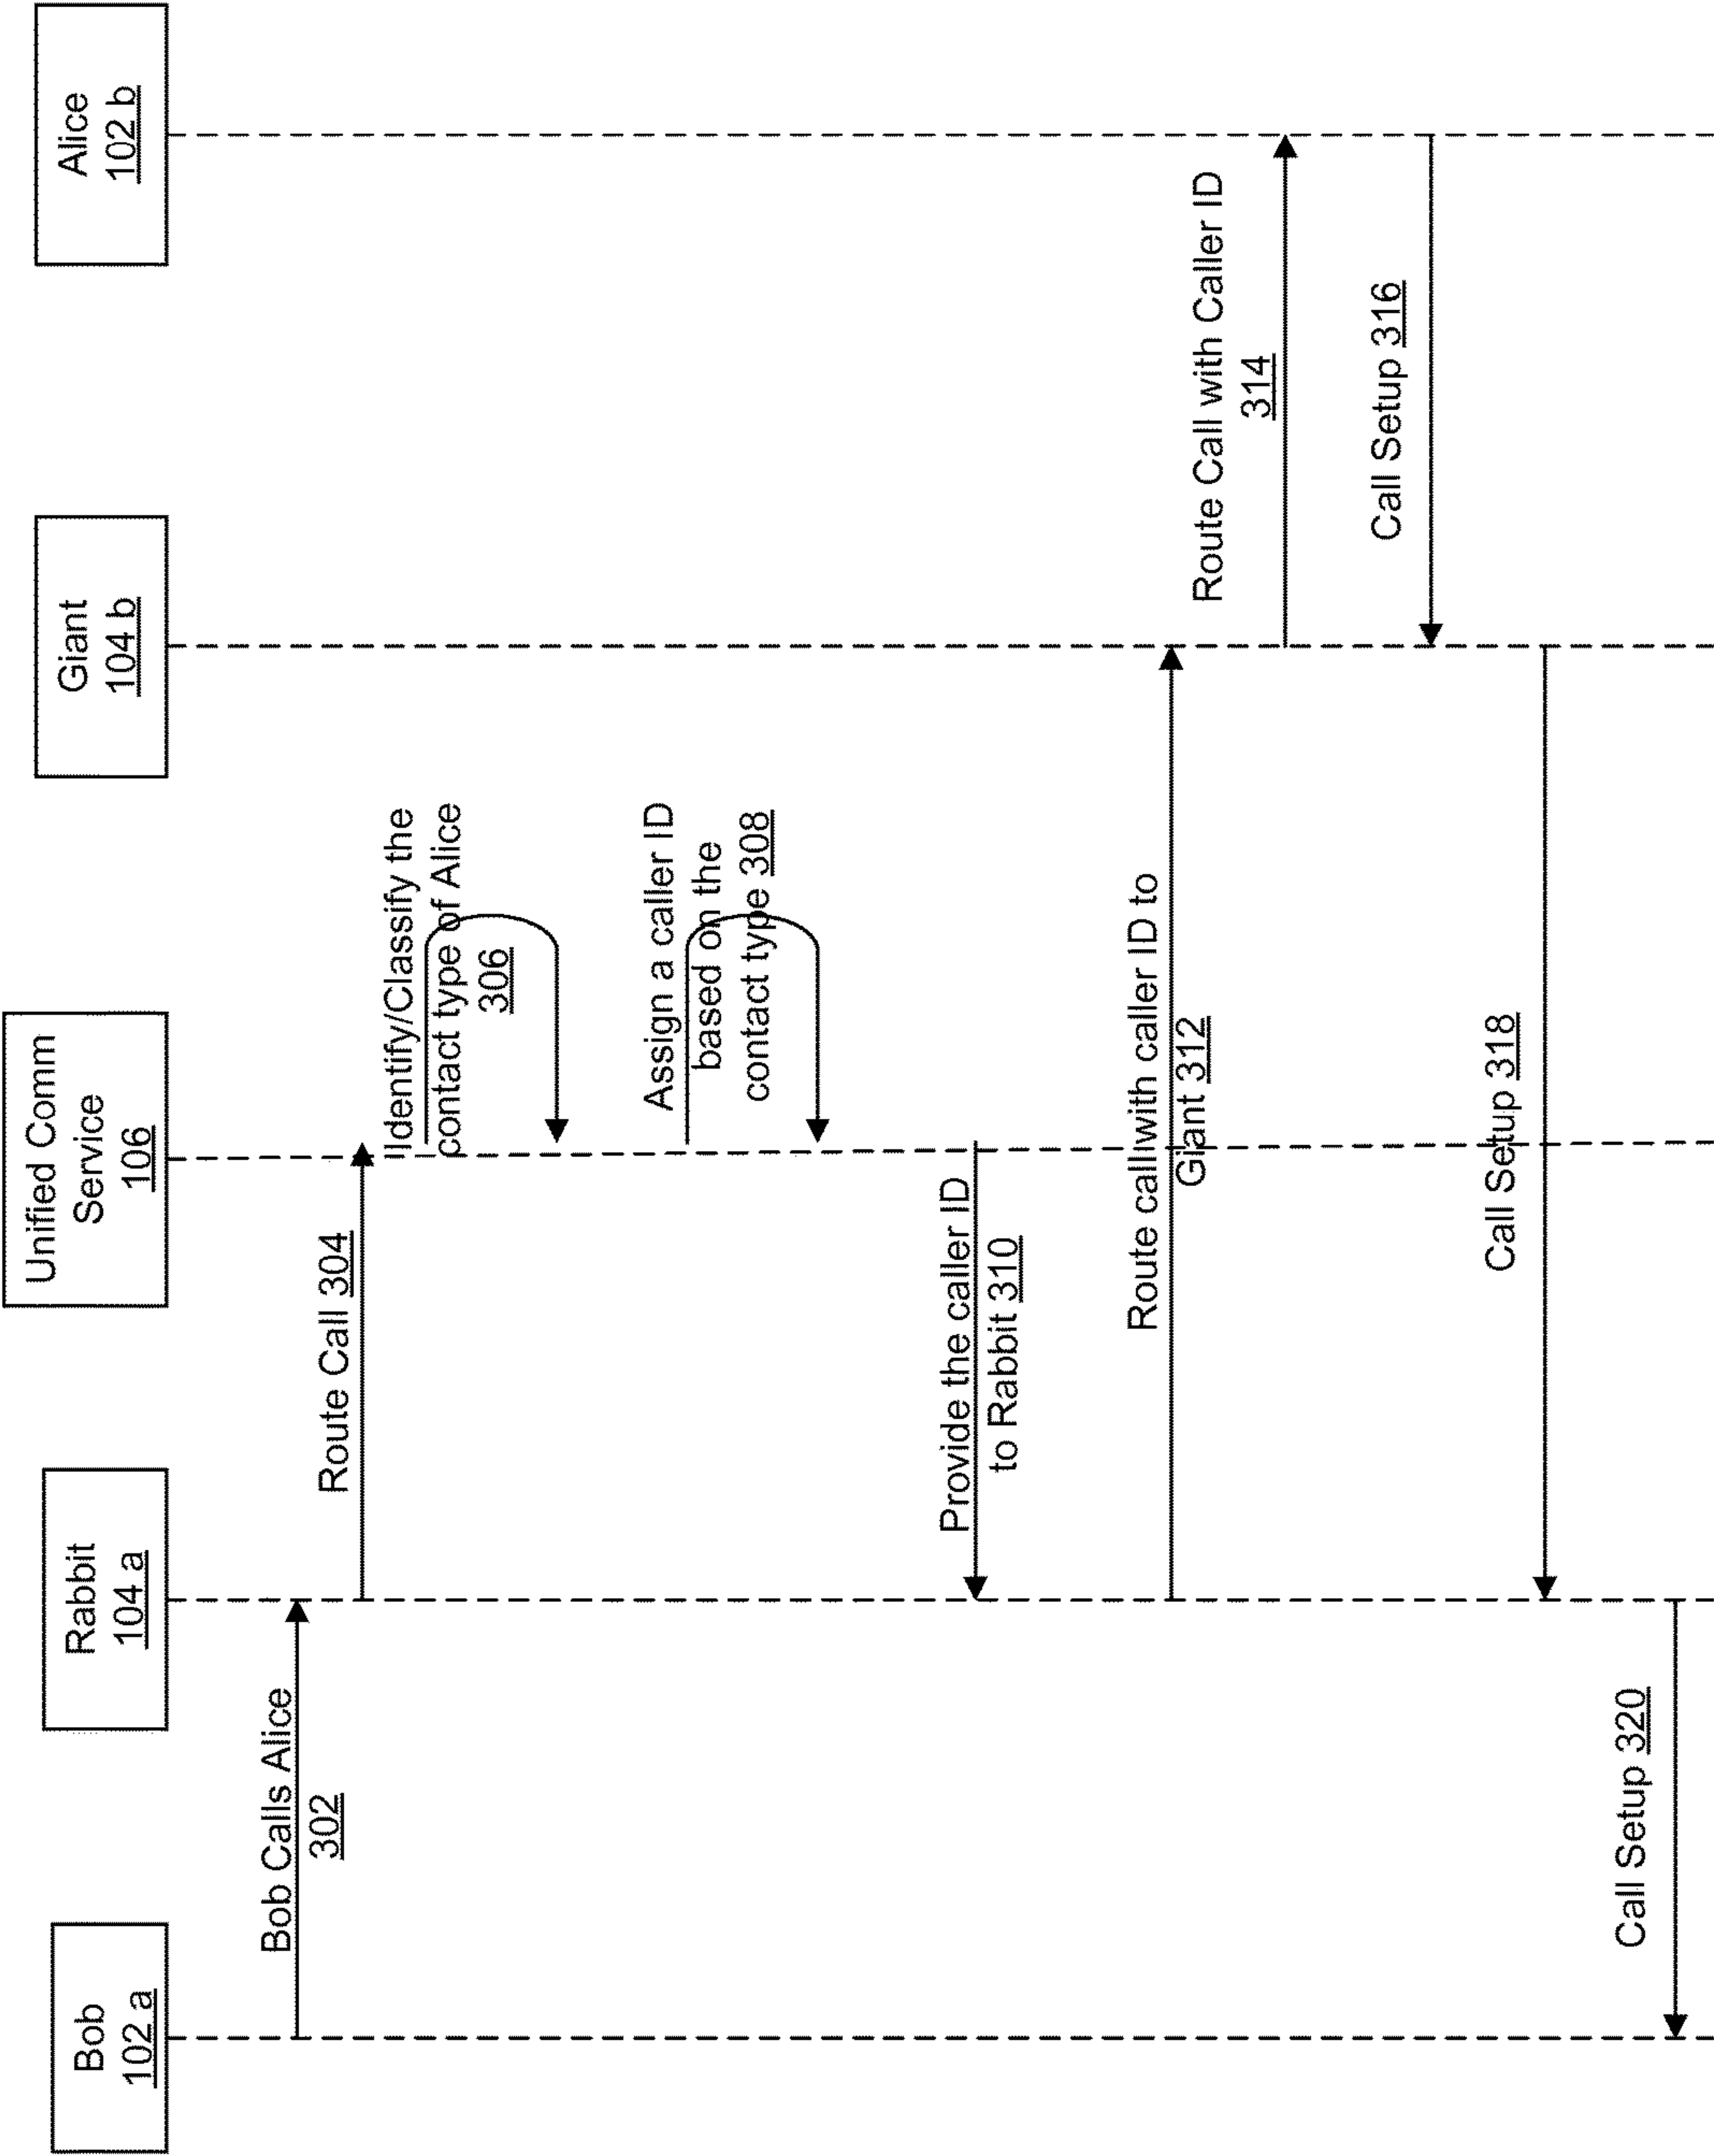 Bob
102 a
Rabbit
104 a
Unified Comm
Service
106
Giant
104 b
Alice
102 b
Bob Calls Alice
302
Route Call 304
Identify/Classify the
contact type of Alice
306
Assign a caller ID
based on the
contact type 308
Provide the caller ID
to Rabbit 310
Route call with caller ID to
Giant 312
Route Call with Caller ID
314
Call Setup 316
Call Setup 318
Call Setup 320